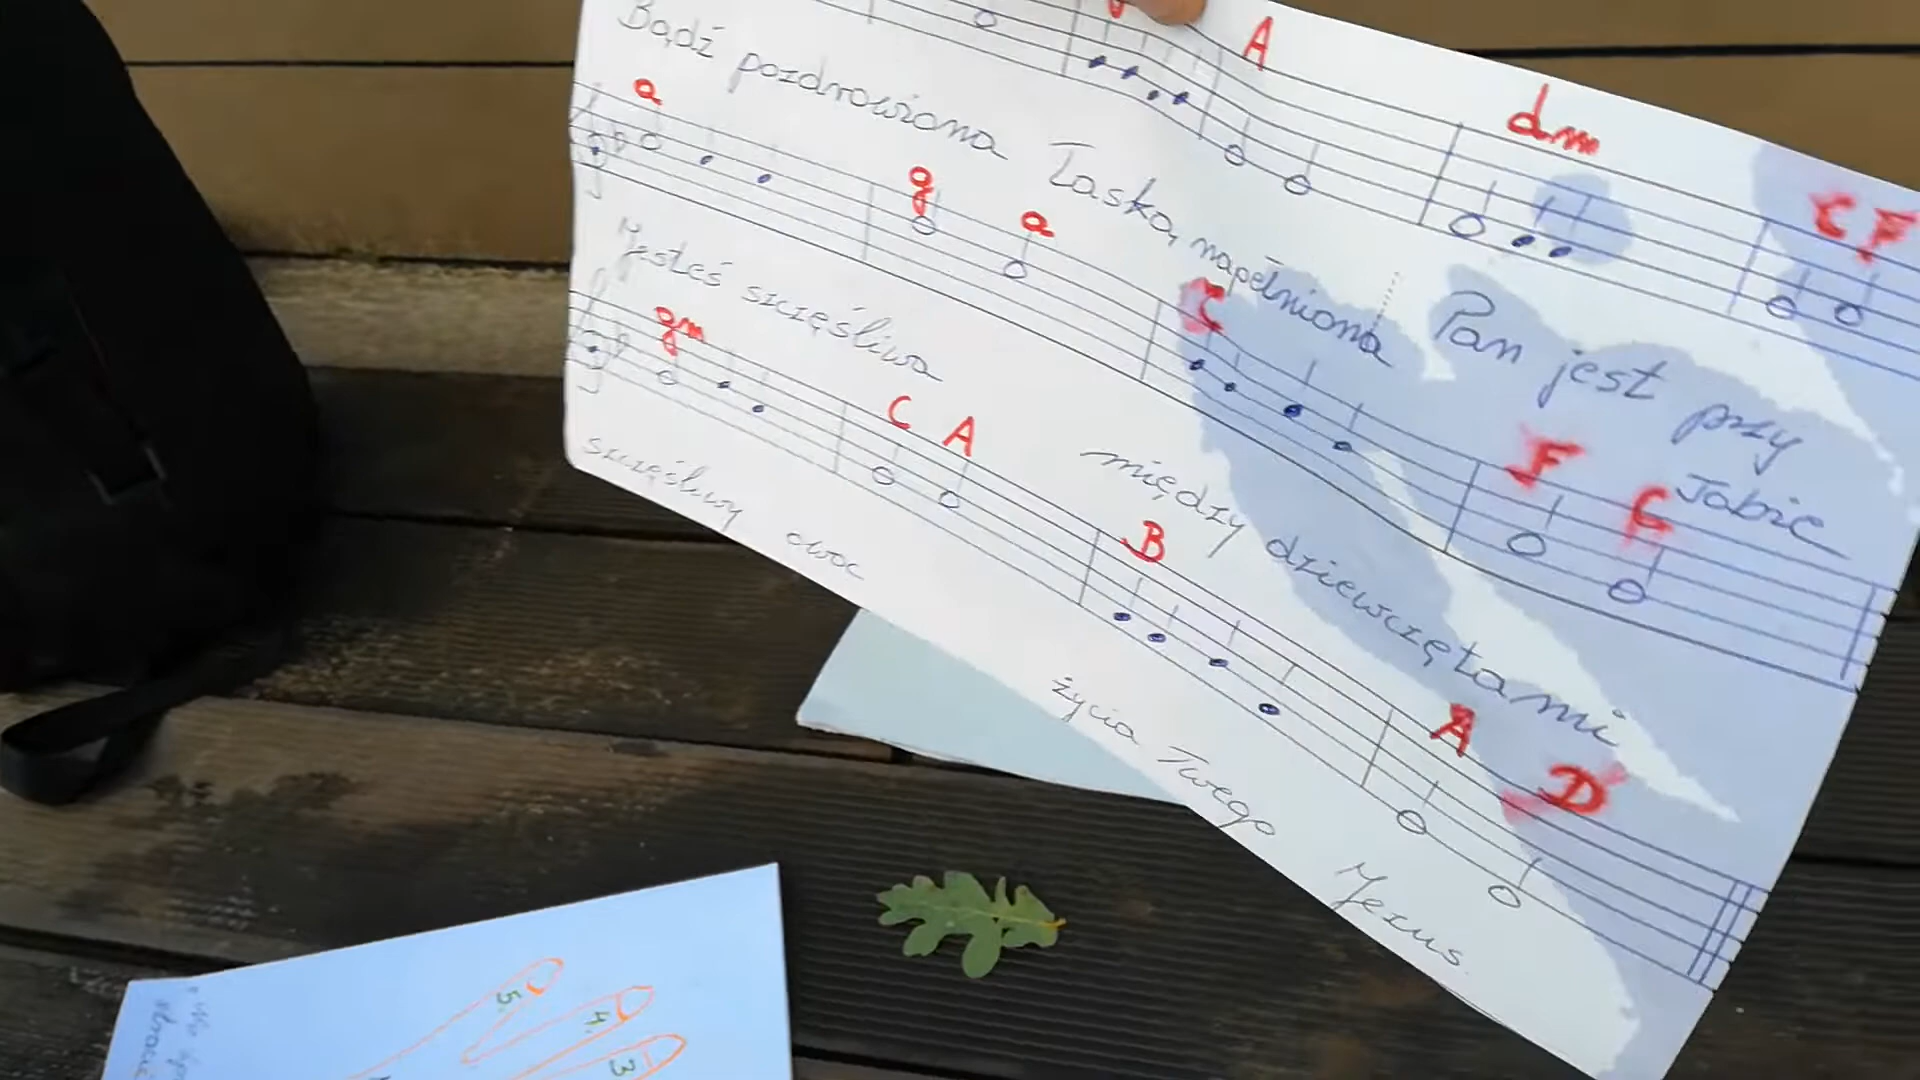 A dm C F
Bądź pozdrowiona Łaską napełniona Pan jest przy Tobie
a g a C F C
Jesteś szczęśliwa między dziewczętami
gm C A B A D
szczęśliwy owoc życia Twego Jezus.
5.
4.
3